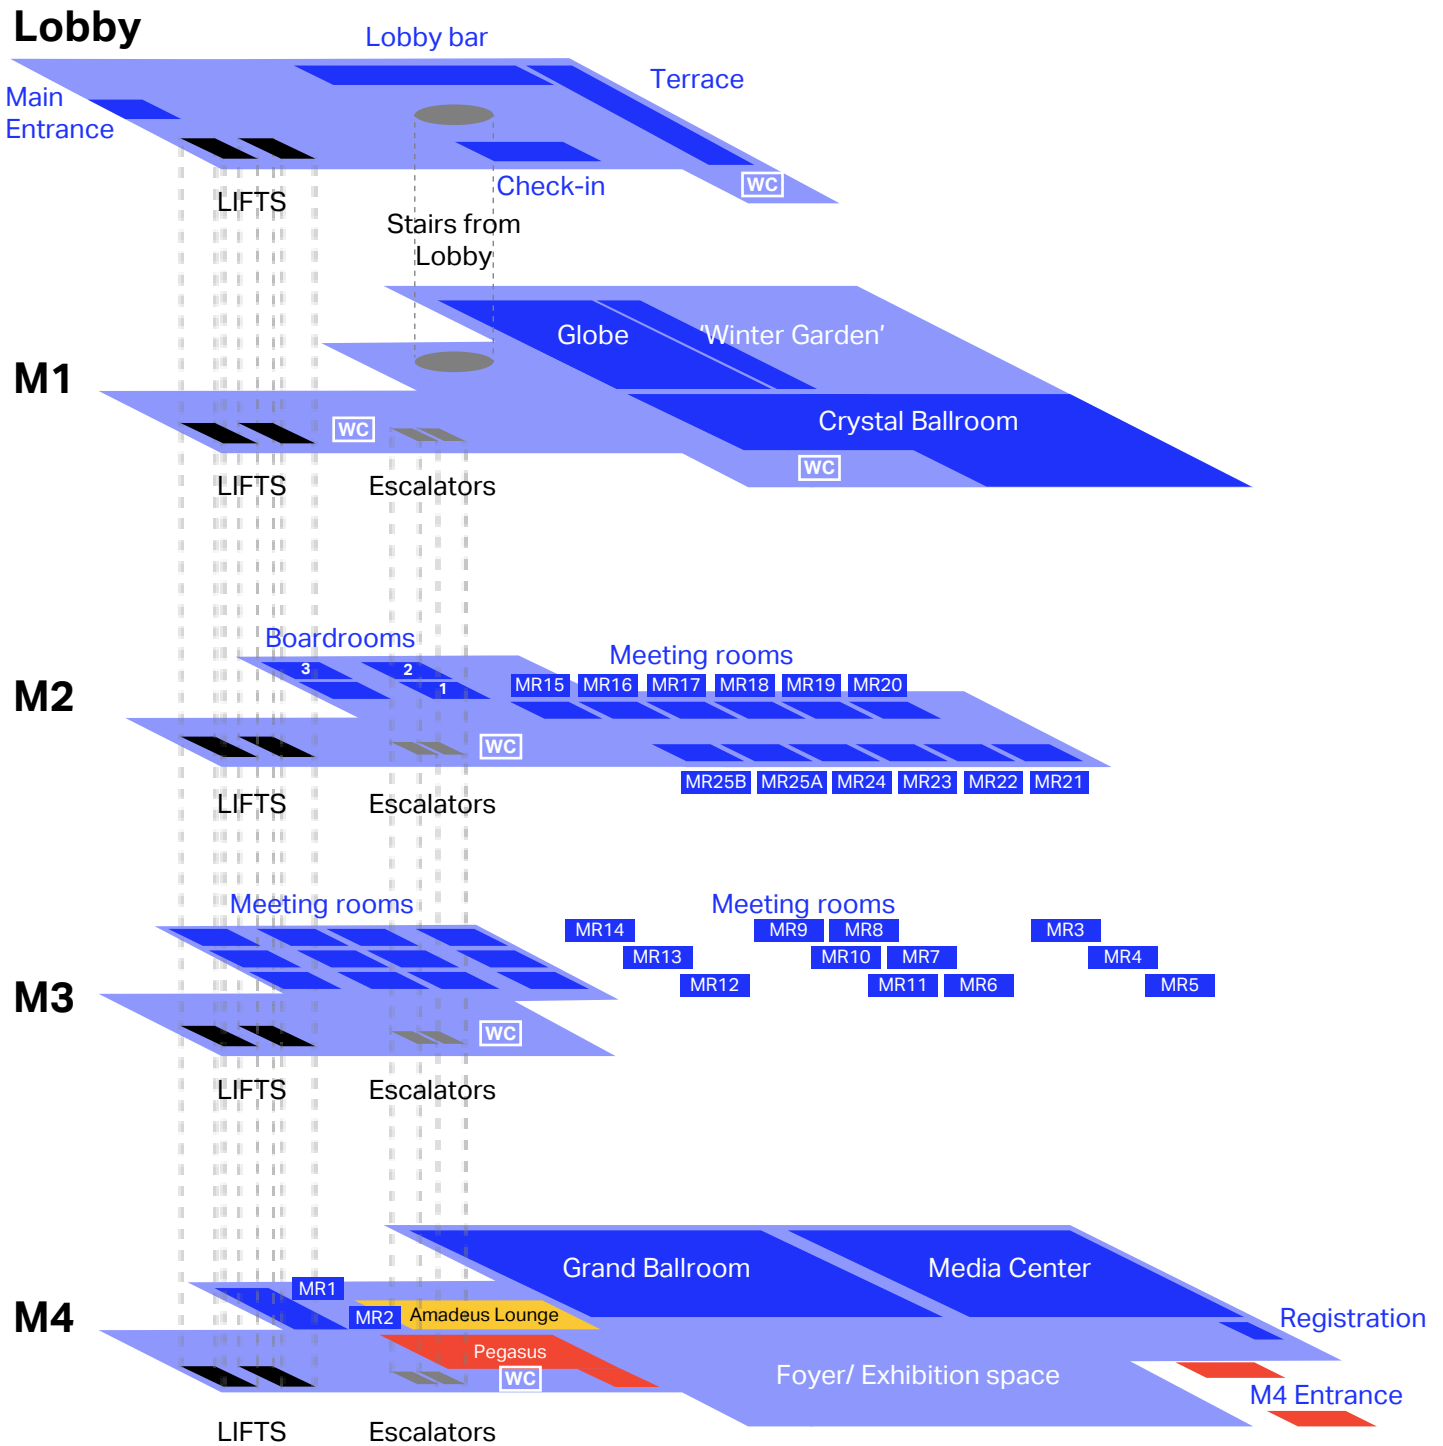 Lobby
Lobby bar
Terrace
Main
Entrance
WC
Check-in
LIFTS
Stairs from
Lobby
Globe
'Winter Garden'
M1
Crystal Ballroom
WC
WC
LIFTS
Escalators
Boardrooms
Meeting rooms
3
2
1
MR15 MR16 MR17 MR18 MR19 MR20
M2
WC
MR25B MR25A MR24 MR23 MR22 MR21
LIFTS
Escalators
Meeting rooms
Meeting rooms
MR14 MR9 MR8 MR3
MR13 MR10 MR7 MR4
MR12 MR11 MR6 MR5
M3
WC
LIFTS
Escalators
Grand Ballroom
Media Center
MR1
MR2
Amadeus Lounge
M4
Registration
Pegasus
WC
Foyer/ Exhibition space
M4 Entrance
LIFTS
Escalators